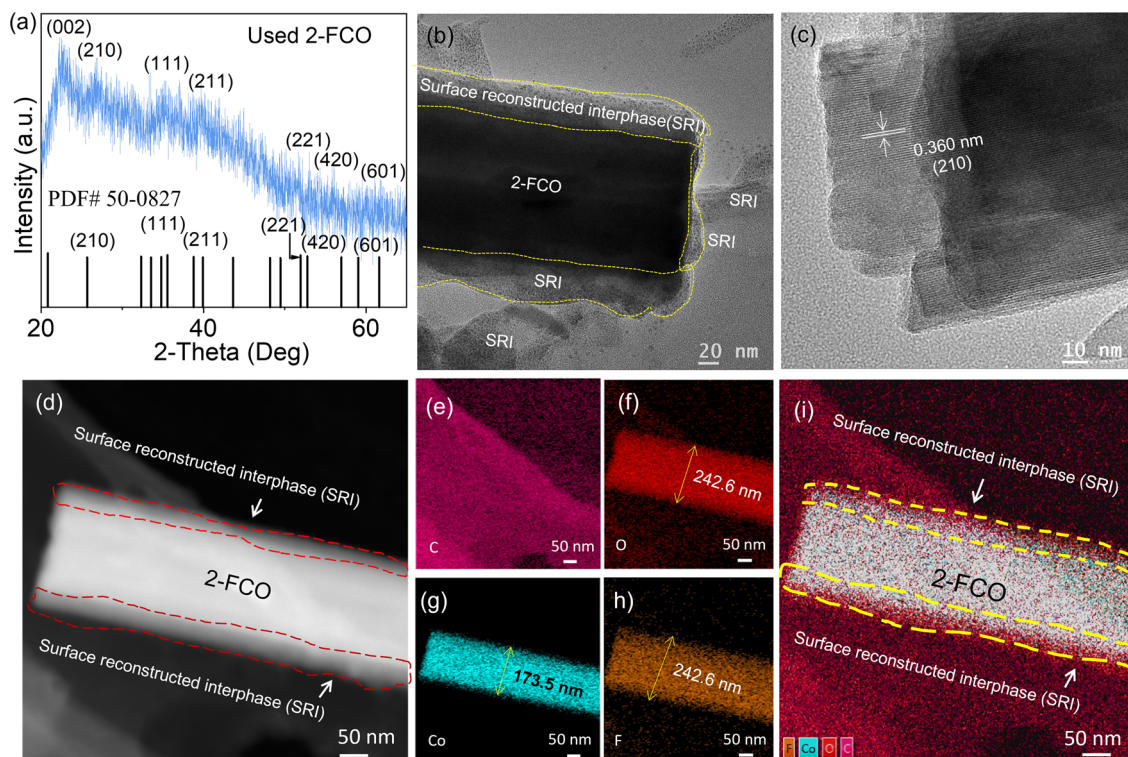 (a)
(002)
(210)
Used 2-FCO
(111)
(211)
(221)
(420)
(601)
PDF# 50-0827
(210)
(111)
(211)
(221)
(420)
(601)
Intensity (a.u.)
20
40
60
2-Theta (Deg)
(b)
Surface reconstructed interphase(SRI)
2-FCO
SRI
SRI
SRI
SRI
20 nm
(c)
0.360 nm
(210)
10 nm
(d)
Surface reconstructed interphase (SRI)
2-FCO
Surface reconstructed interphase (SRI)
50 nm
(e)
C
50 nm
(f)
242.6 nm
O
50 nm
(g)
173.5 nm
Co
50 nm
(h)
242.6 nm
F
50 nm
(i)
Surface reconstructed interphase (SRI)
2-FCO
Surface reconstructed interphase (SRI)
F Co O C
50 nm